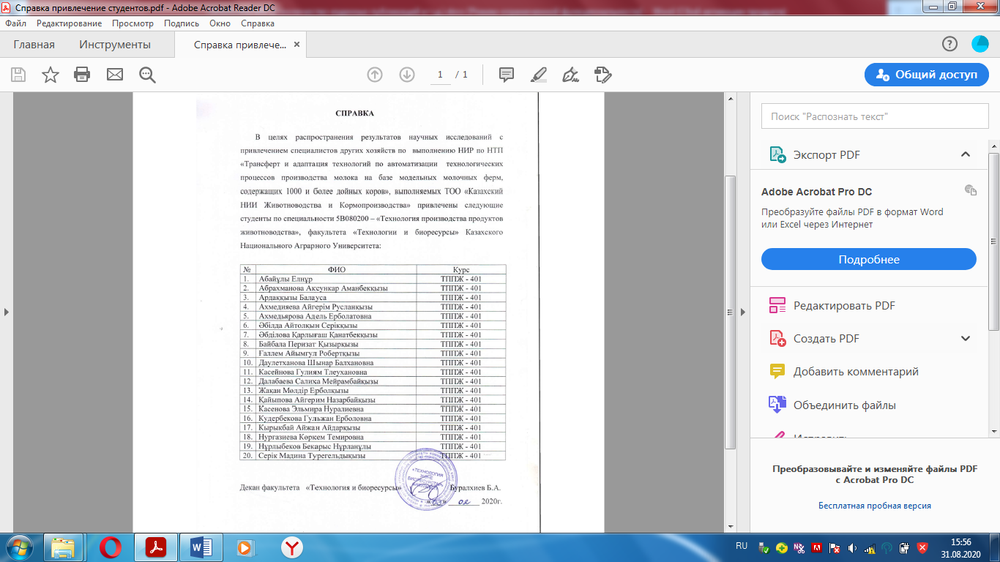 Справка привлечение студентов.pdf - Adobe Acrobat Reader DC
Файл Редактирование Просмотр Подпись Окно Справка
Главная Инструменты Справка привлече... ×
1 / 1 Общий доступ
СПРАВКА
В целях распространения результатов научных исследований с
привлечением специалистов других хозяйств по выполнению НИР по НТП
«Трансферт и адаптация технологий по автоматизации технологических
процессов производства молока на базе модельных молочных ферм,
содержащих 1000 и более дойных коров», выполняемых ТОО «Казахский
НИИ Животноводства и Кормопроизводства» привлечены следующие
студенты по специальности 5В080200 – «Технология производства продуктов
животноводства», факультета «Технологии и биоресурсы» Казахского
Национального Аграрного Университета:
№ ФИО Курс
1. Абайұлы Елнұр ТППЖ - 401
2. Абрахманова Аксункар Аманбекқызы ТППЖ - 401
3. Ардаққызы Балауса ТППЖ - 401
4. Ахмедияева Айгерім Русланқызы ТППЖ - 401
5. Ахмедьярова Адель Ерболатовна ТППЖ - 401
6. Әбілда Айтолқын Серікқызы ТППЖ - 401
7. Әбділова Қарлығаш Қанатбекқызы ТППЖ - 401
8. Байбала Перизат Қызырқызы ТППЖ - 401
9. Ғаллем Айымгул Робертқызы ТППЖ - 401
10. Даулетханова Шынар Балхановна ТППЖ - 401
11. Касейнова Гулиям Тлеухановна ТППЖ - 401
12. Далабаева Салиха Мейрамбайқызы ТППЖ - 401
13. Жакан Мөлдір Ерболқызы ТППЖ - 401
14. Қайыпова Айгерим Назарбайқызы ТППЖ - 401
15. Касенова Эльмира Нуралиевна ТППЖ - 401
16. Кудербекова Гульжан Ерболовна ТППЖ - 401
17. Кырыкбай Айжан Айдарқызы ТППЖ - 401
18. Нургазиева Көркем Темировна ТППЖ - 401
19. Нұрлыбеков Бекарыс Нұрланұлы ТППЖ - 401
20. Серік Мадина Турегельдықызы ТППЖ - 401
«ТЕХНОЛОГИЯ
ЖӘНЕ
БИОРЕСУРСТАР»
Декан факультета «Технология и биоресурсы» Буралхиев Б.А.
«03» 02 2020г.
Поиск "Распознать текст"
Экспорт PDF
Adobe Acrobat Pro DC
Преобразуйте файлы PDF в формат Word
или Excel через Интернет
Подробнее
Редактировать PDF
Создать PDF
Добавить комментарий
Объединить файлы
Преобразовывайте и изменяйте файлы PDF
с Acrobat Pro DC
Бесплатная пробная версия
RU
15:56
31.08.2020